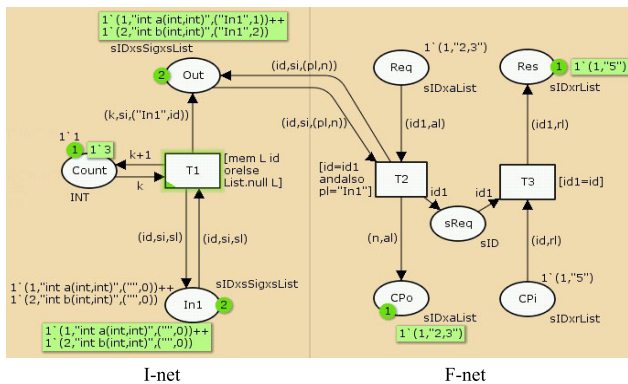 1`(1,"int a(int,int)",("In1",1))++
1`(2,"int b(int,int)",("In1",2))
sIDxsSigxsList
2
Out
(id,si,(pl,n))
(k,si,("In1",id))
(id,si,(pl,n))
1`1
1
1`3
Count
INT
k+1
k
T1
[mem L id
orelse
List.null L]
(id,si,sl)
(id,si,sl)
1`(1,"int a(int,int)",("",0))++
1`(2,"int b(int,int)",("",0))
sIDxsSigxsList
In1
2
1`(1,"int a(int,int)",("",0))++
1`(2,"int b(int,int)",("",0))
Req
1`(1,"2,3")
sIDxaList
(id1,al)
[id=id1
andalso
pl="In1"]
T2
id1
sReq
sID
id1
(n,al)
CPo
1
sIDxaList
1`(1,"2,3")
Res
1
1`(1,"5")
sIDxrList
(id1,rl)
T3
[id1=id]
(id,rl)
1`(1,"5")
CPi
sIDxrList
I-net
F-net